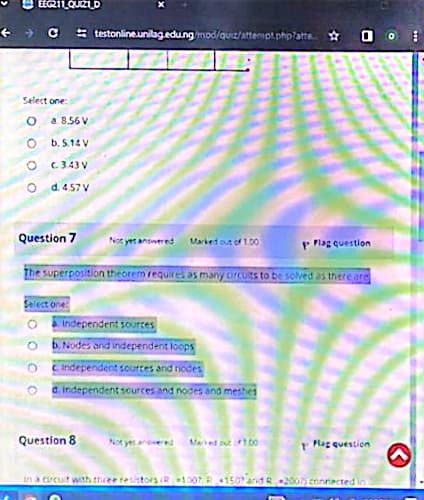 EEG211_QUIZ1_D
testonline.unilag.edu.ng/mod/quiz/attempt.php?atte...
Select one:
a. 8.56 V
b. 5.14 V
c. 3.43 V
d. 4.57 V
Question 7 Not yet answered Marked out of 1.00 Flag question
The superposition theorem requires as many circuits to be solved as there are
Select one:
a. Independent sources
b. Nodes and independent loops
c. Independent sources and nodes
d. Independent sources and nodes and meshes
Question 8 Not yet answered Marked out of 1.00 Flag question
In a circuit with three resistors (R =100?, R =150? and R =200?) connected in